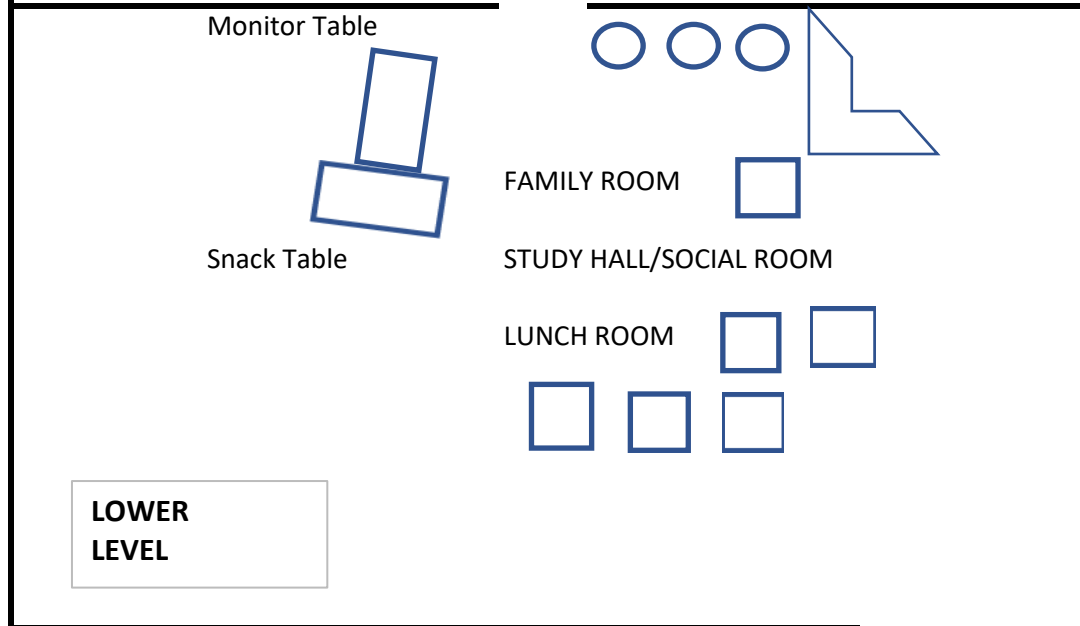 Monitor Table
FAMILY ROOM
Snack Table
STUDY HALL/SOCIAL ROOM
LUNCH ROOM
LOWER
LEVEL